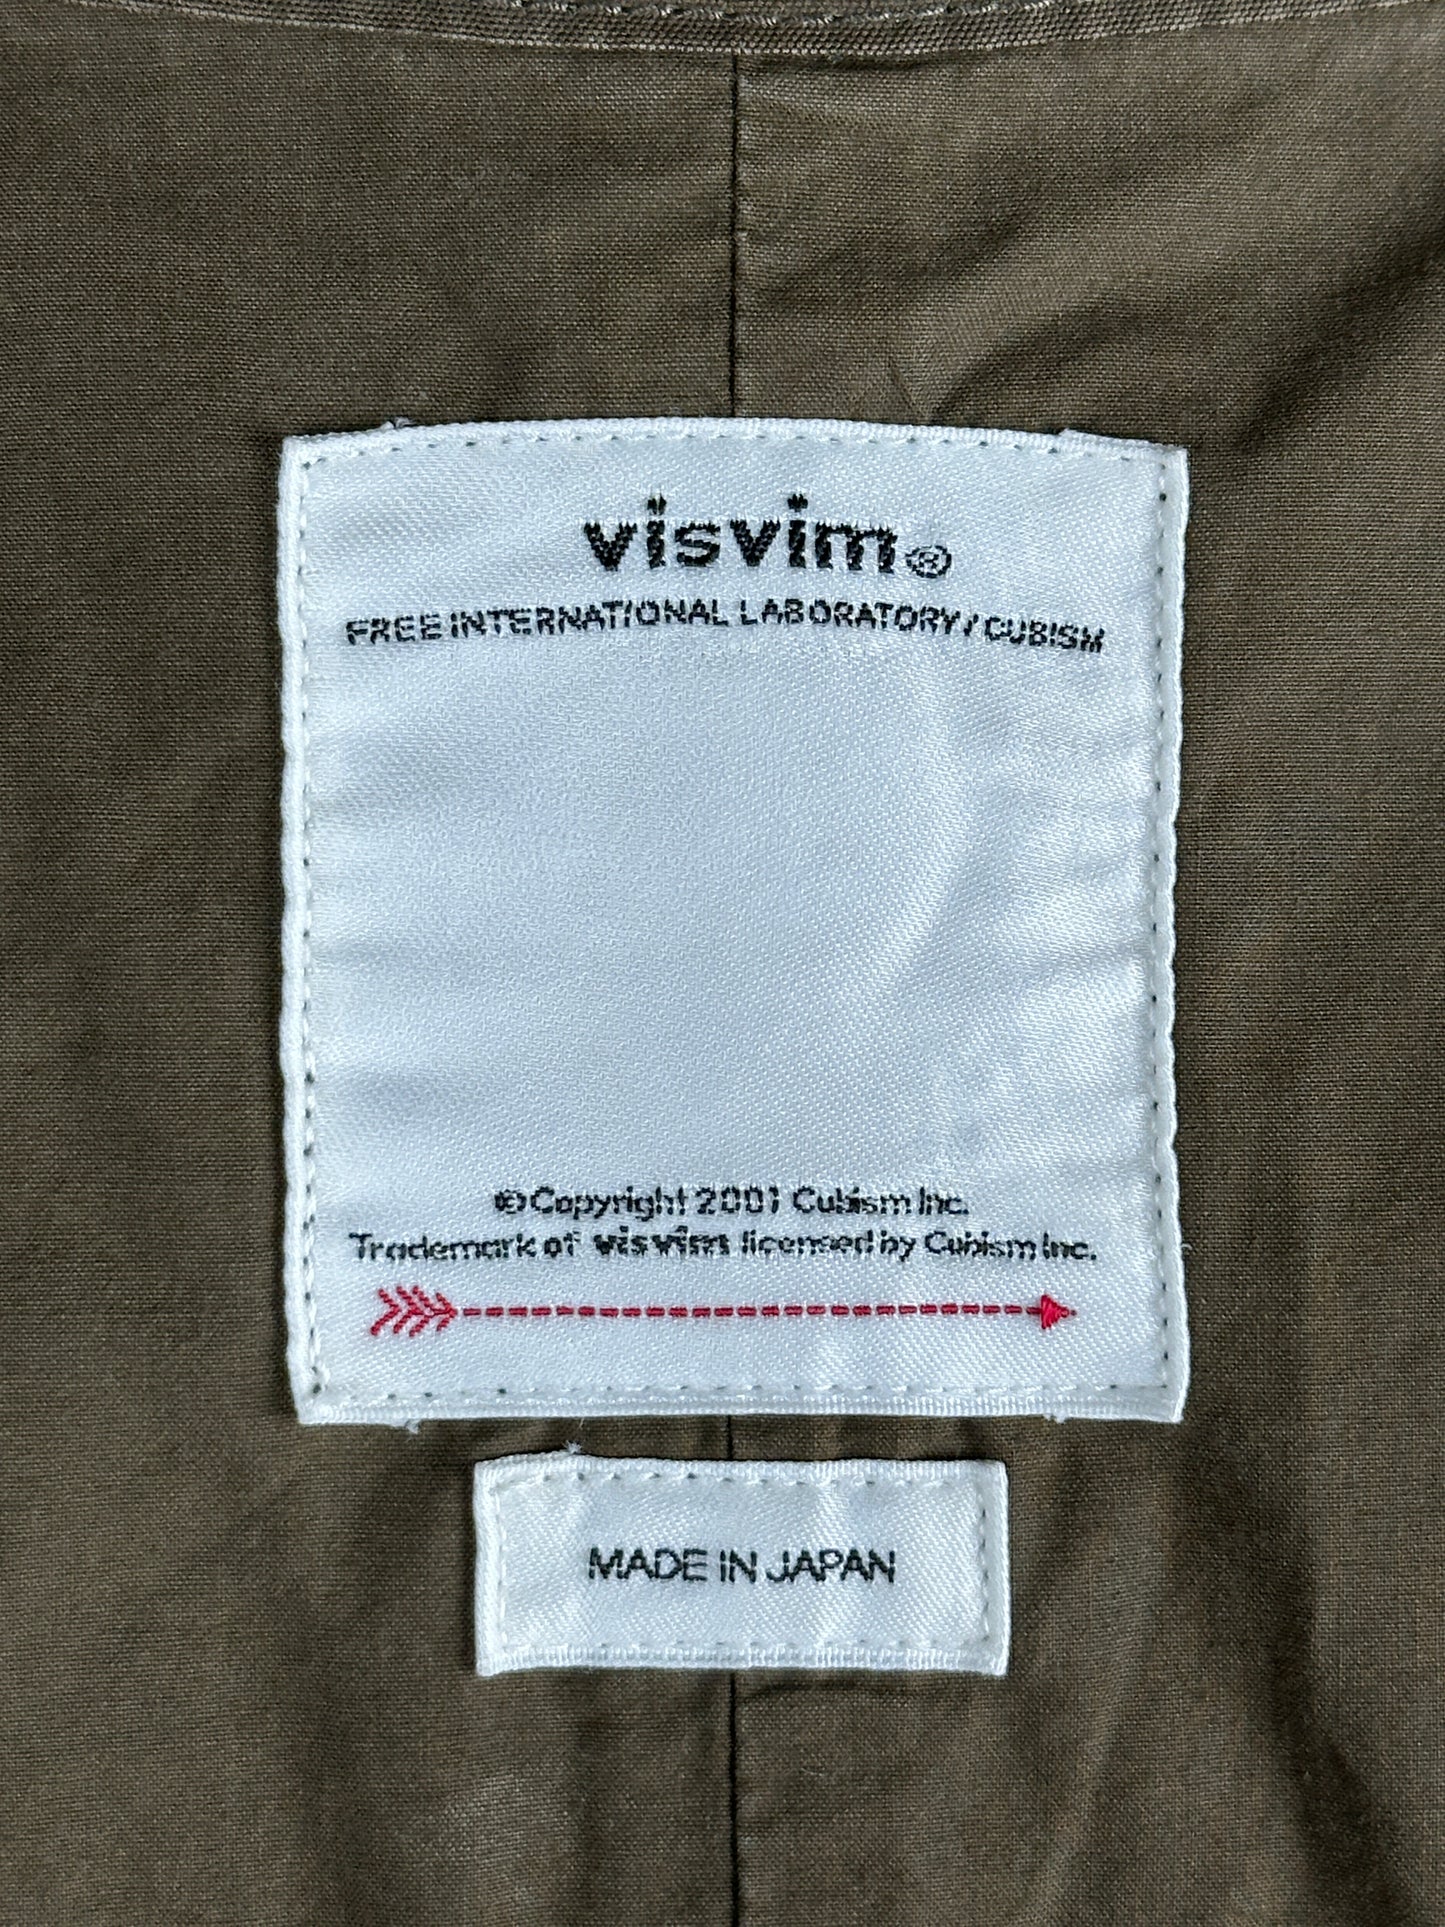 visvim®
FREE INTERNATIONAL LABORATORY / CUBISM
© Copyright 2001 Cubism Inc.
Trademark of visvim licensed by Cubism Inc.
MADE IN JAPAN